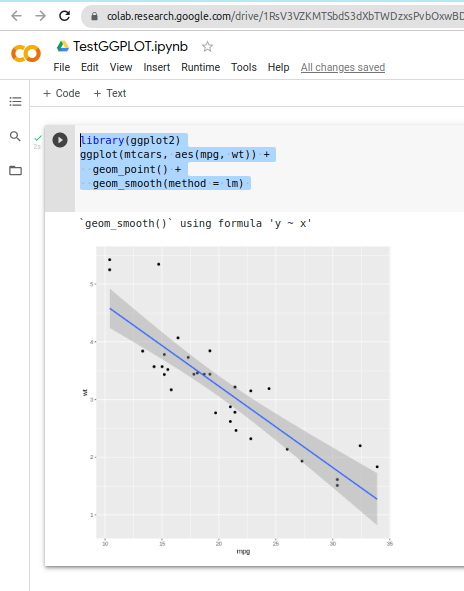 colab.research.google.com/drive/1RsV3VZKMTSbdS3dXbTWDzxsPvbOxwBD
TestGGPLOT.ipynb
File Edit View Insert Runtime Tools Help All changes saved
+ Code + Text
2s
library(ggplot2)
ggplot(mtcars, aes(mpg, wt)) +
geom_point() +
geom_smooth(method = lm)
`geom_smooth()` using formula 'y ~ x'
5
4
wt
3
2
1
10 15 20 25 30 35
mpg